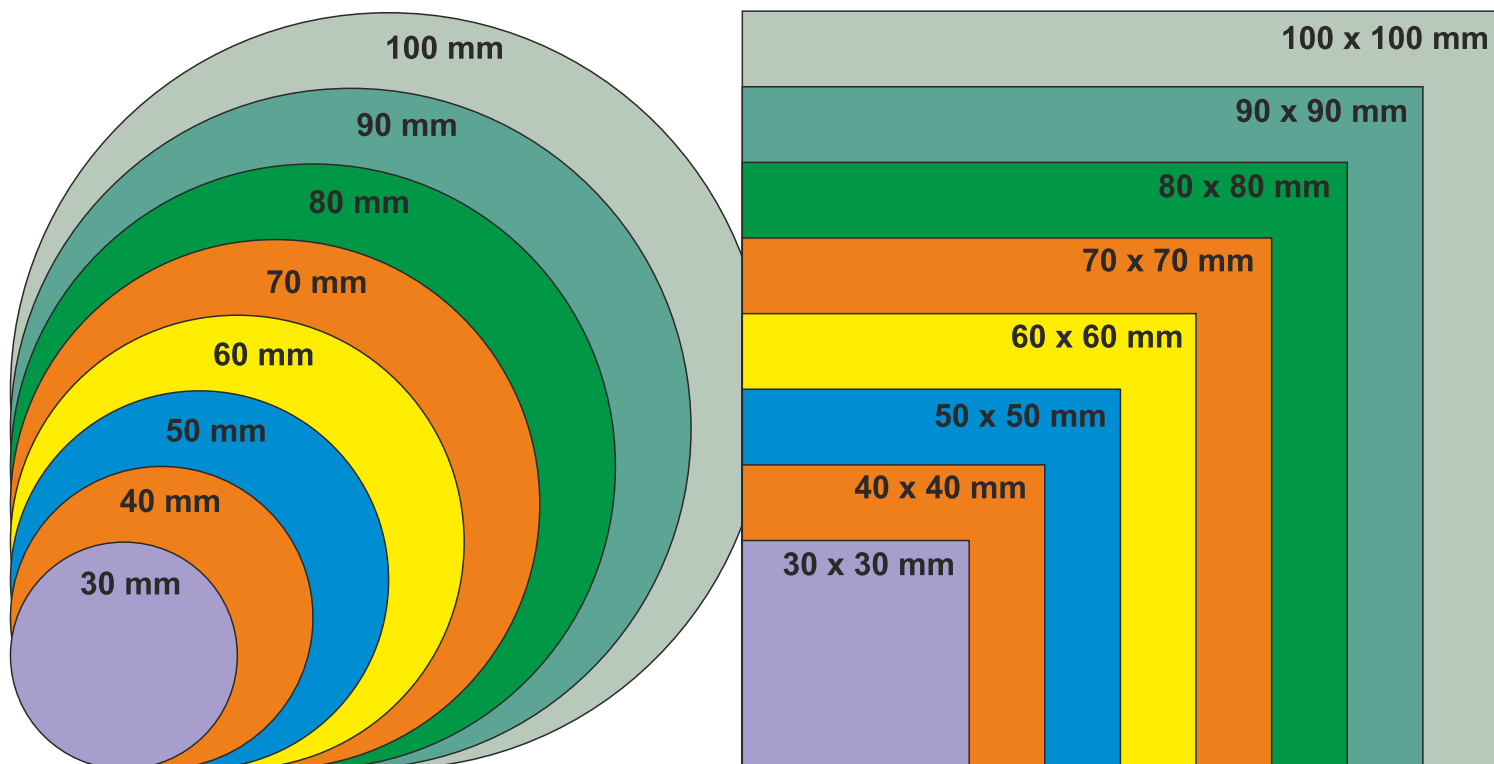 100 mm
90 mm
80 mm
70 mm
60 mm
50 mm
40 mm
30 mm
100 x 100 mm
90 x 90 mm
80 x 80 mm
70 x 70 mm
60 x 60 mm
50 x 50 mm
40 x 40 mm
30 x 30 mm